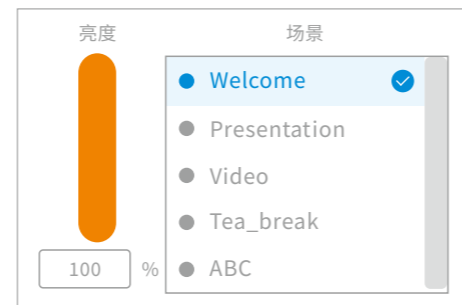 亮度 场景
Welcome
Presentation
Video
Tea_break
100 % ABC